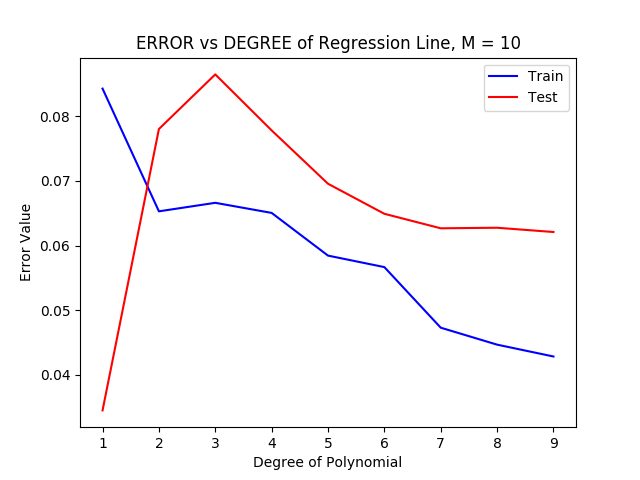 ERROR vs DEGREE of Regression Line, M = 10
Train
Test
0.08
0.07
0.06
0.05
0.04
Error Value
1 2 3 4 5 6 7 8 9
Degree of Polynomial